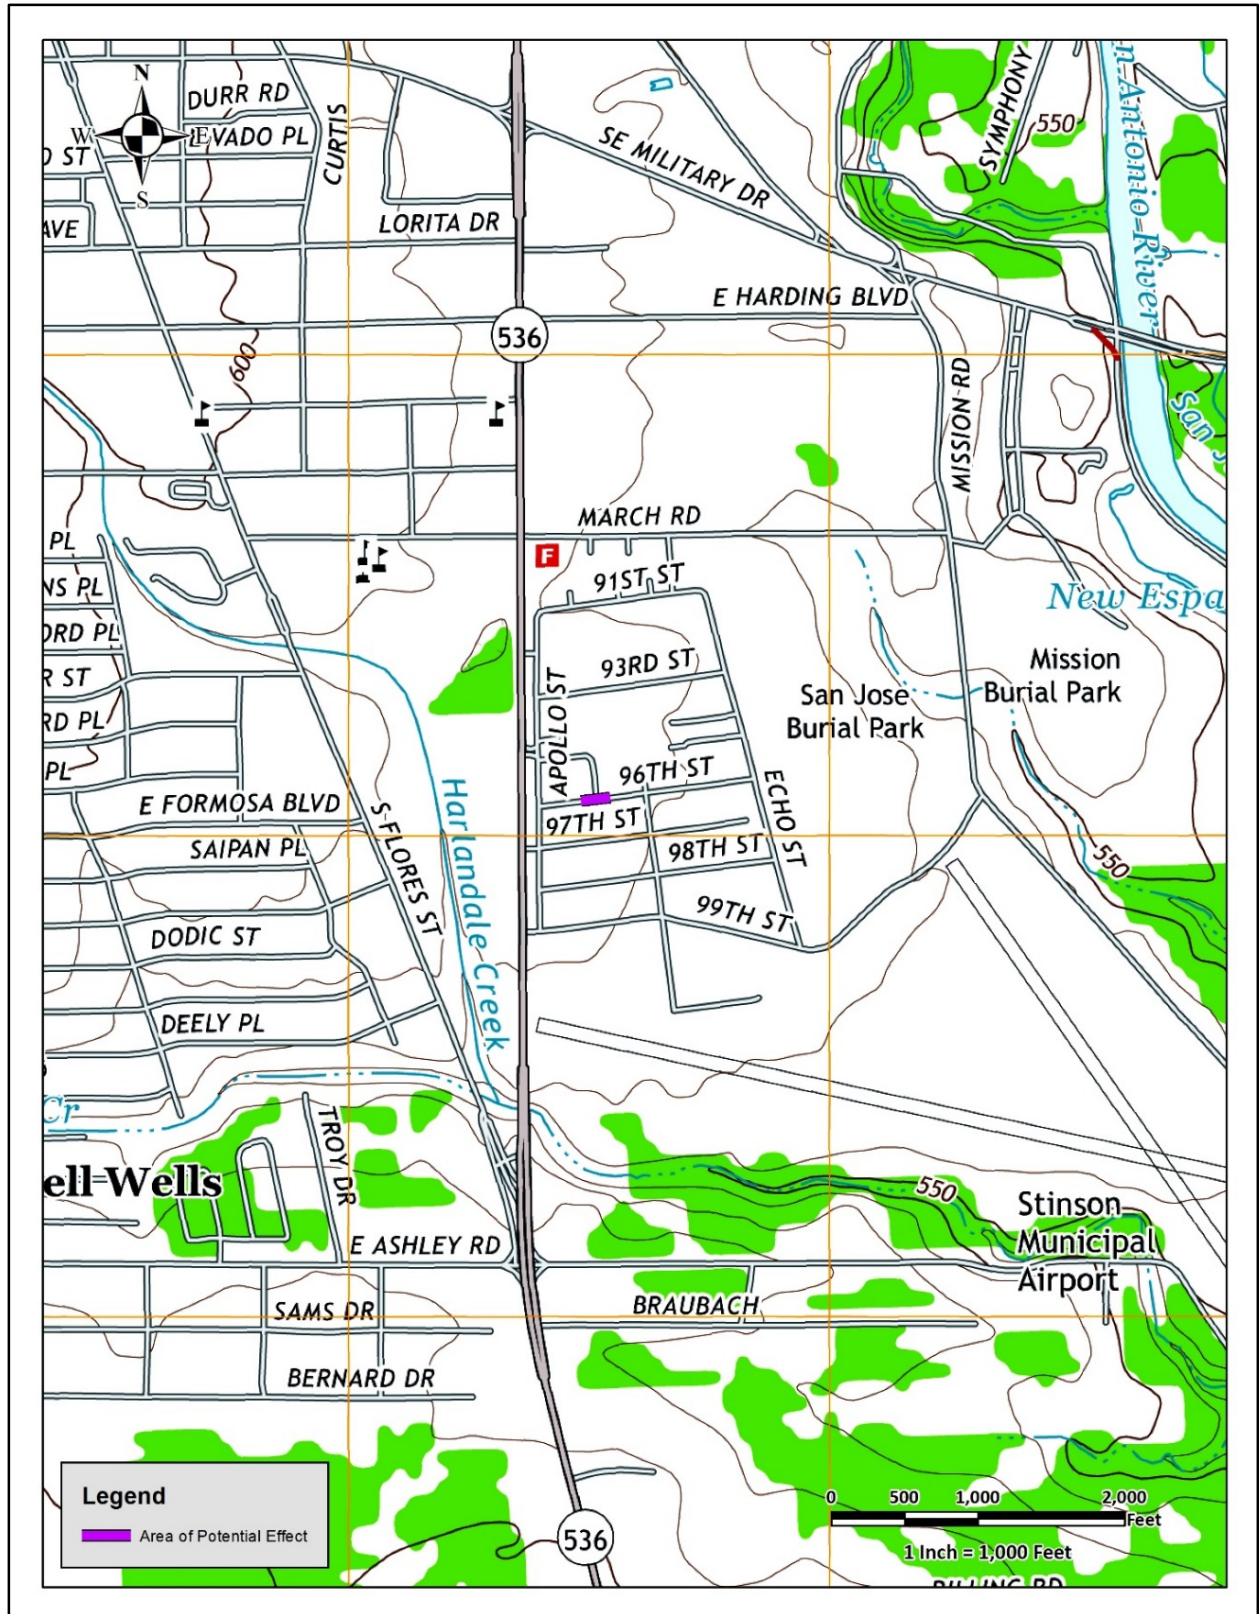 N
W
E
S
DURR RD
VADO PL
CURTIS
ST
AVE
LORITA DR
SE MILITARY DR
SYMPHONY
550
n Antonio River
E HARDING BLVD
536
600
MISSION RD
San J
MARCH RD
F
91ST ST
PL
NS PL
ORD PL
R ST
RD PL
PL
New Espa
93RD ST
APOLLO ST
San Jose
Burial Park
Mission
Burial Park
96TH ST
97TH ST
ECHO ST
98TH ST
99TH ST
E FORMOSA BLVD
SAIPAN PL
S FLORES ST
Harlandale Creek
550
DODIC ST
DEELY PL
Cr
TROY DR
ell Wells
E ASHLEY RD
550
Stinson
Municipal
Airport
SAMS DR
BRAUBACH
BERNARD DR
Legend
Area of Potential Effect
536
0 500 1,000 2,000
Feet
1 Inch = 1,000 Feet